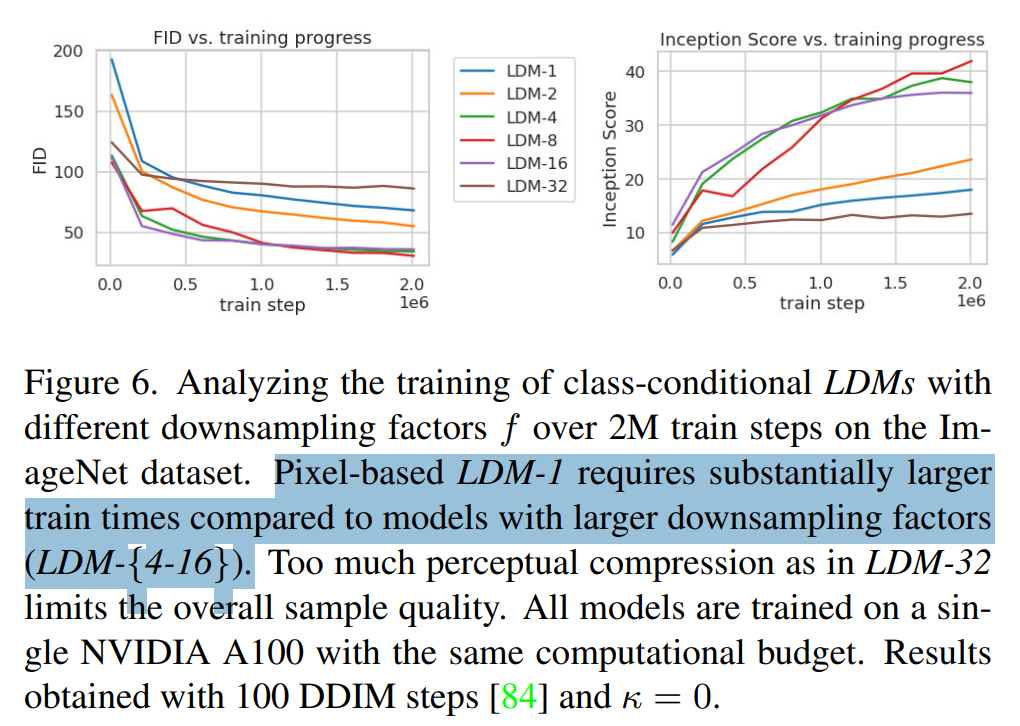 FID vs. training progress
200
150
100
50
FID
0.0 0.5 1.0 1.5 2.0
1e6
train step
LDM-1
LDM-2
LDM-4
LDM-8
LDM-16
LDM-32
Inception Score vs. training progress
40
30
20
10
Inception Score
0.0 0.5 1.0 1.5 2.0
1e6
train step
Figure 6. Analyzing the training of class-conditional LDMs with
different downsampling factors f over 2M train steps on the Im-
ageNet dataset. Pixel-based LDM-1 requires substantially larger
train times compared to models with larger downsampling factors
(LDM-{4-16}). Too much perceptual compression as in LDM-32
limits the overall sample quality. All models are trained on a sin-
gle NVIDIA A100 with the same computational budget. Results
obtained with 100 DDIM steps [84] and κ = 0.